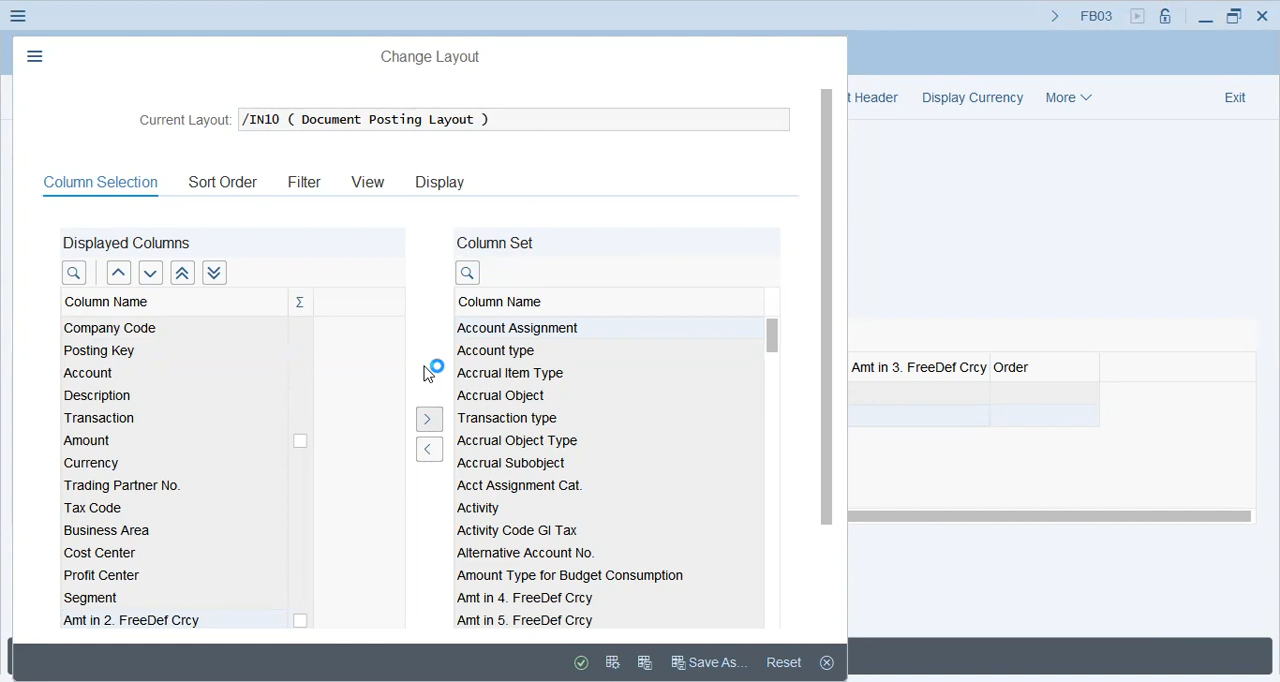 FB03
Change Layout
t Header Display Currency More Exit
Current Layout: /IN10 ( Document Posting Layout )
Column Selection Sort Order Filter View Display
Displayed Columns
Column Name Σ
Company Code
Posting Key
Account
Description
Transaction
Amount
Currency
Trading Partner No.
Tax Code
Business Area
Cost Center
Profit Center
Segment
Amt in 2. FreeDef Crcy
Column Set
Column Name
Account Assignment
Account type
Accrual Item Type
Accrual Object
Transaction type
Accrual Object Type
Accrual Subobject
Acct Assignment Cat.
Activity
Activity Code GI Tax
Alternative Account No.
Amount Type for Budget Consumption
Amt in 4. FreeDef Crcy
Amt in 5. FreeDef Crcy
Amt in 3. FreeDef Crcy Order
Save As... Reset